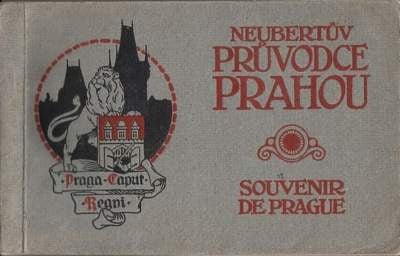 NEUBERTŮV
PRŮVODCE
PRAHOU
SOUVENIR
DE PRAGUE
Praga Caput
Regni